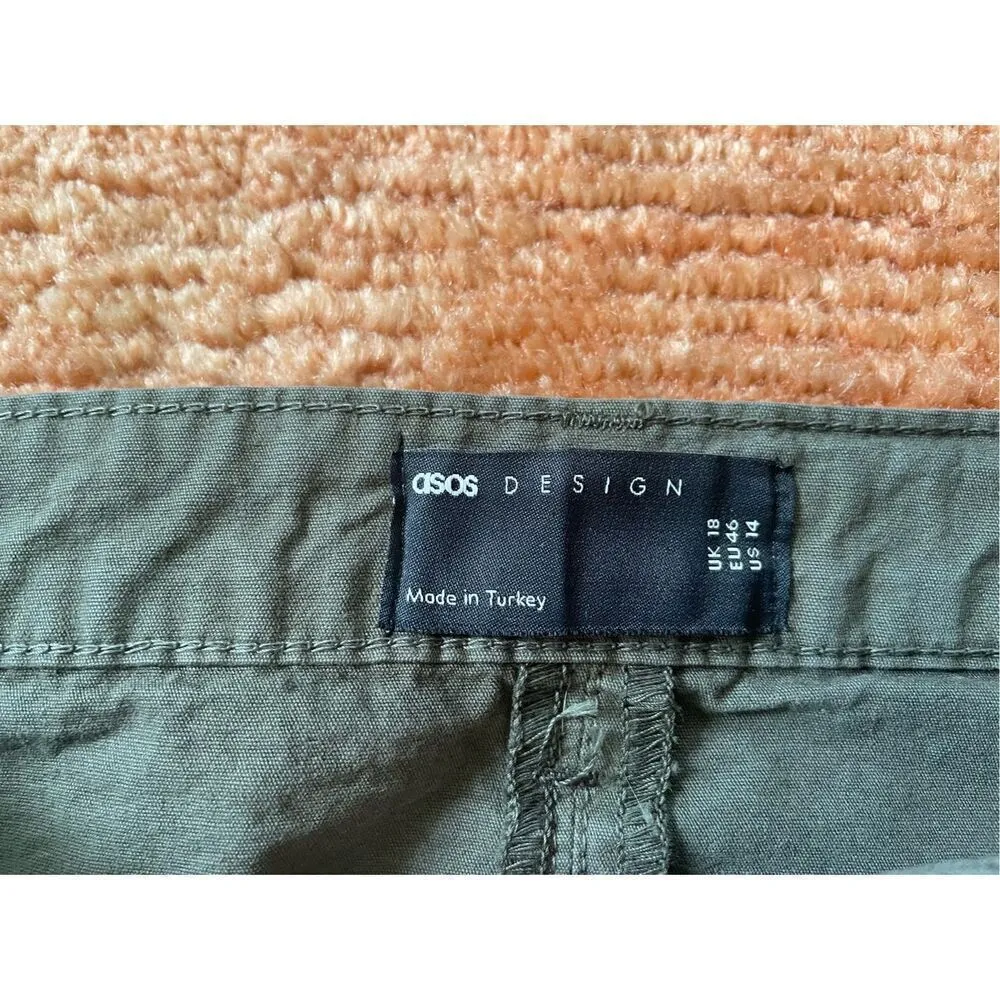 asos DESIGN
Made in Turkey
UK 18
EU 46
US 14